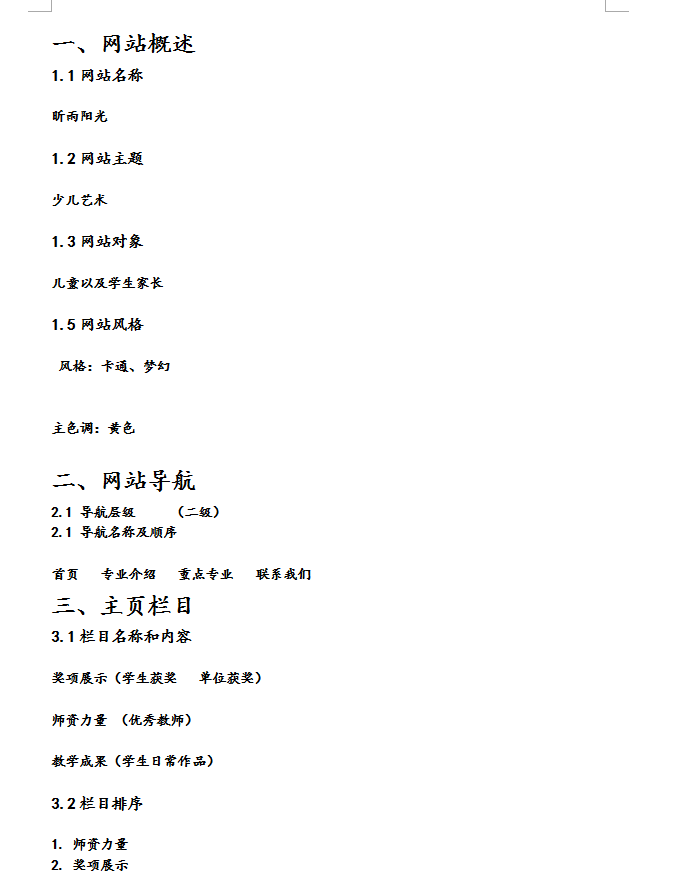 一、网站概述
1.1网站名称
昕雨阳光
1.2网站主题
少儿艺术
1.3网站对象
儿童以及学生家长
1.5网站风格
风格：卡通、梦幻
主色调：黄色
二、网站导航
2.1 导航层级 （二级）
2.1 导航名称及顺序
首页 专业介绍 重点专业 联系我们
三、主页栏目
3.1栏目名称和内容
奖项展示（学生获奖 单位获奖）
师资力量 （优秀教师）
教学成果（学生日常作品）
3.2栏目排序
1. 师资力量
2. 奖项展示